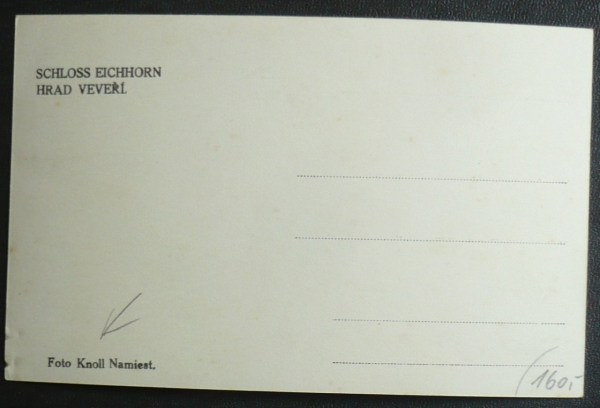 SCHLOSS EICHHORN
HRAD VEVEŘÍ.
Foto Knoll Namiest.
160,-